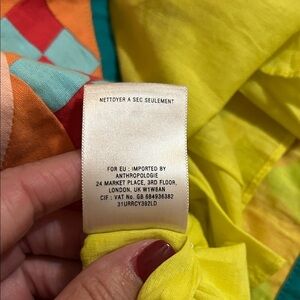 NETTOYER A SEC SEULEMENT
FOR EU : IMPORTED BY
ANTHROPOLOGIE
24 MARKET PLACE, 3RD FLOOR,
LONDON, UK W1W8AN
CIF : VAT No. GB 684936382
31URRCY392LD